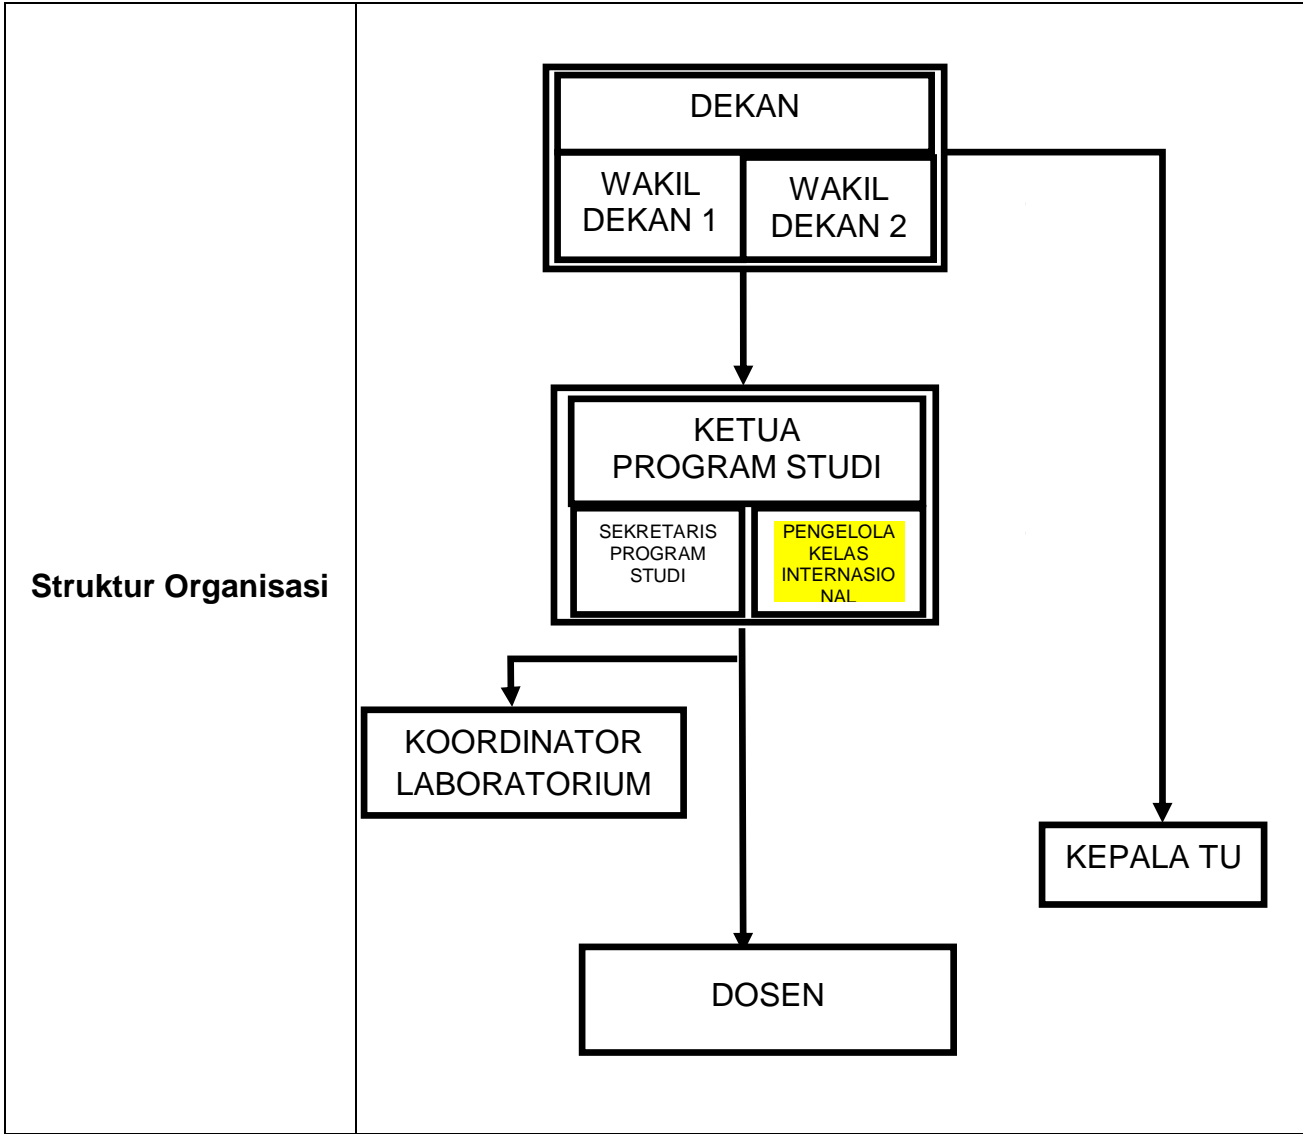 DEKAN
WAKIL
DEKAN 1
WAKIL
DEKAN 2
KETUA
PROGRAM STUDI
SEKRETARIS
PROGRAM
STUDI
PENGELOLA
KELAS
INTERNASIO
NAL
Struktur Organisasi
KOORDINATOR
LABORATORIUM
KEPALA TU
DOSEN